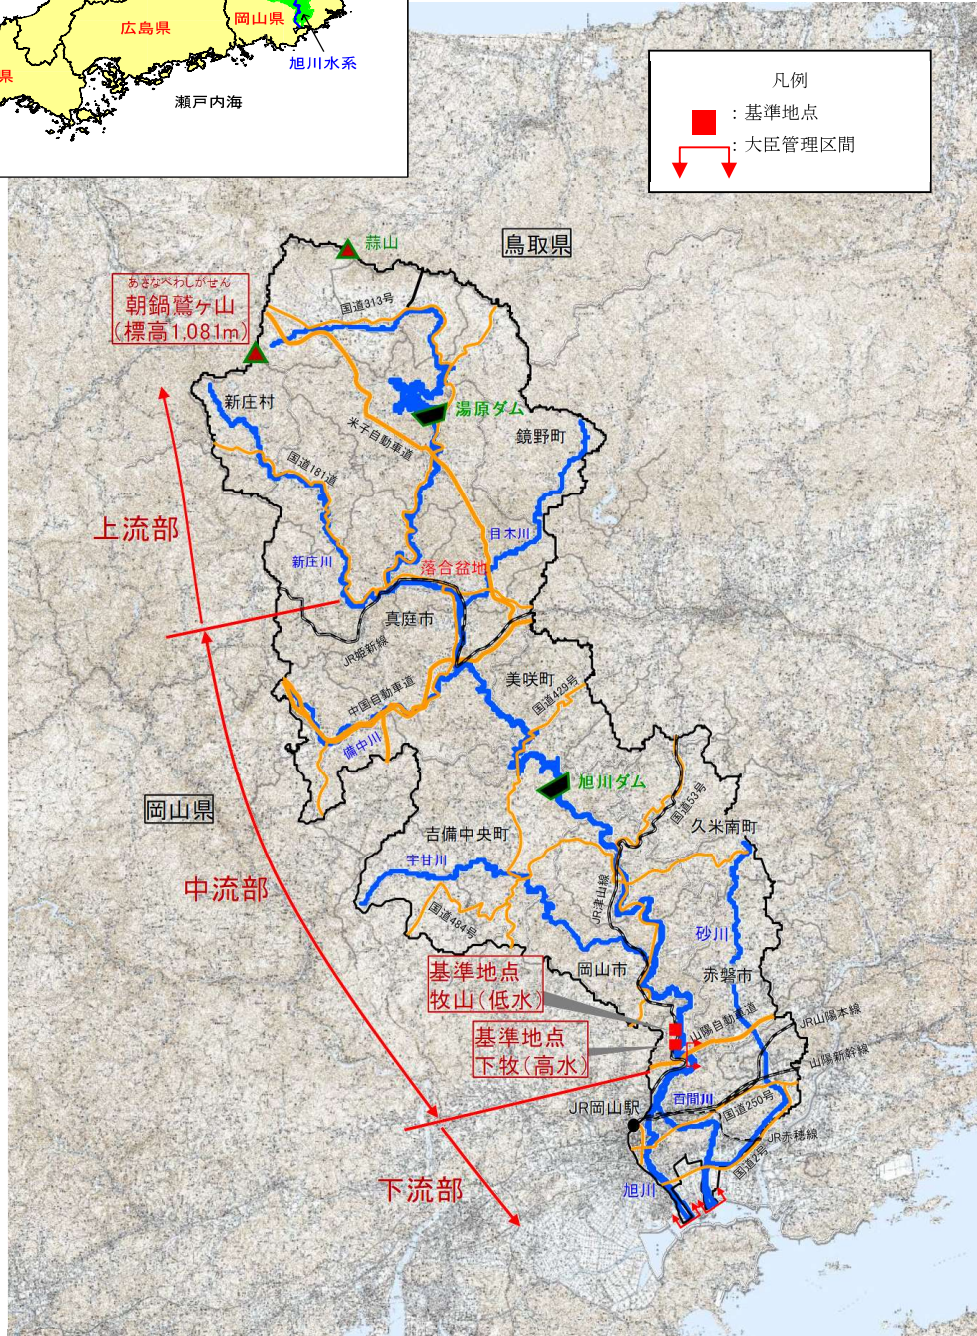 広島県
岡山県
県
旭川水系
瀬戸内海
凡例
：基準地点
：大臣管理区間
蒜山
鳥取県
あさなべわしがせん
朝鍋鷲ヶ山
(標高1,081m)
国道313号
新庄村
湯原ダム
米子自動車道
鏡野町
国道181道
上流部
目木川
新庄川
落合盆地
真庭市
JR姫新線
美咲町
中国自動車道
国道429号
備中川
旭川ダム
岡山県
国道53号
久米南町
吉備中央町
宇甘川
中流部
JR津山線
国道484号
砂川
岡山市
赤磐市
基準地点
牧山(低水)
山陽自動車道
JR山陽本線
基準地点
下牧(高水)
山陽新幹線
百間川
JR岡山駅
国道250号
JR赤穂線
国道2号
下流部
旭川